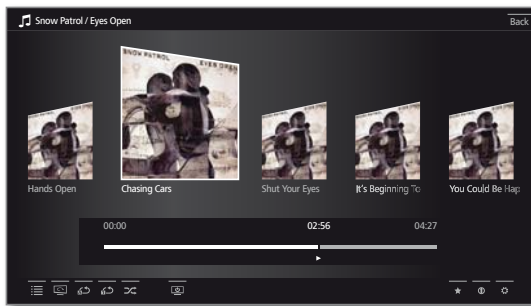 Snow Patrol / Eyes Open
Back
SNOW PATROL EYES OPEN
Hands Open
Chasing Cars
Shut Your Eyes
It's Beginning To
You Could Be Hap
00:00
02:56
04:27